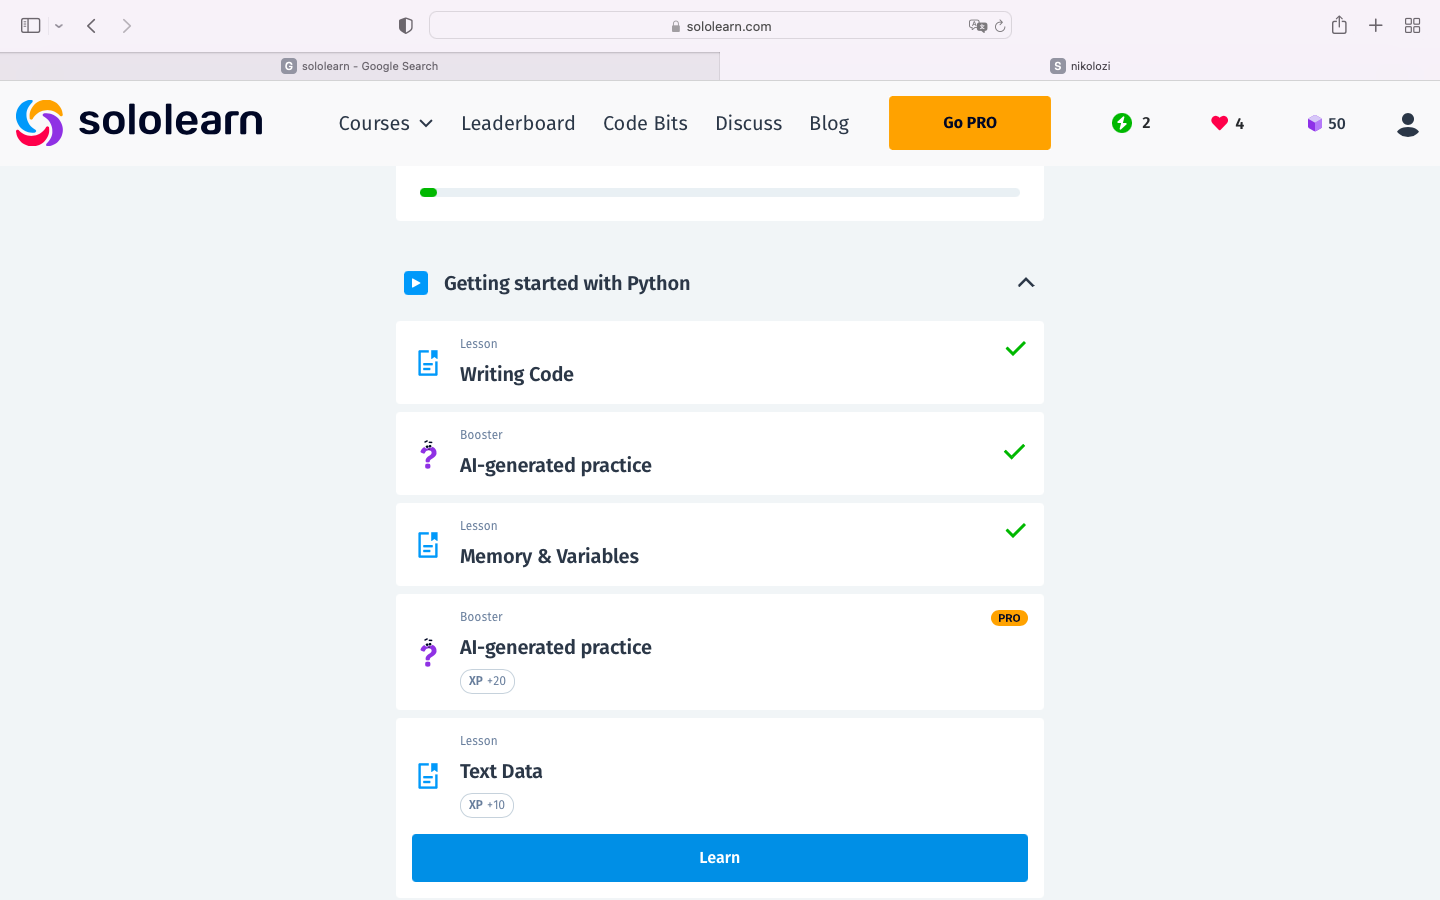 sololearn.com
G sololearn - Google Search
S nikolozi
sololearn
Courses Leaderboard Code Bits Discuss Blog Go PRO 2 4 50
Getting started with Python
Lesson
Writing Code
Booster
AI-generated practice
Lesson
Memory & Variables
Booster
PRO
AI-generated practice
XP +20
Lesson
Text Data
XP +10
Learn